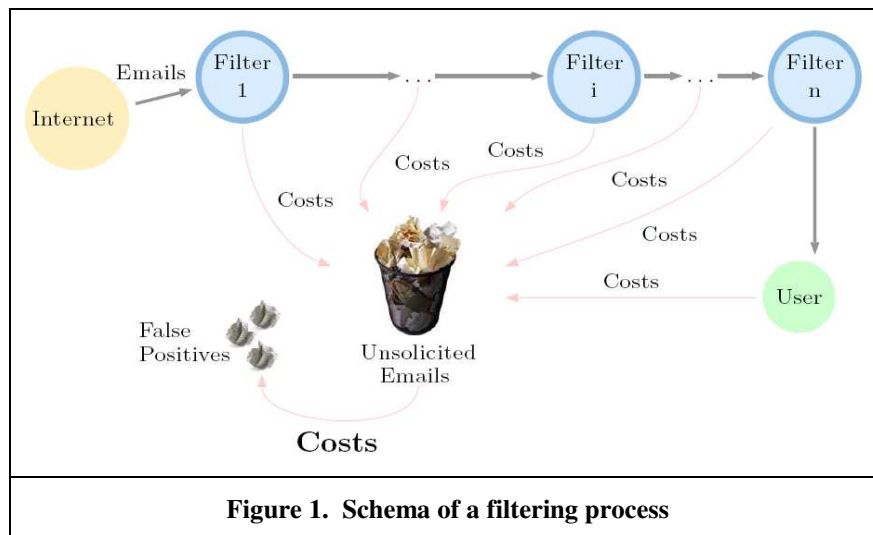 Emails
Internet
Filter
1
. . .
Filter
i
. . .
Filter
n
Costs
Costs
Costs
Costs
Costs
Costs
User
False
Positives
Unsolicited
Emails
Costs
Figure 1. Schema of a filtering process